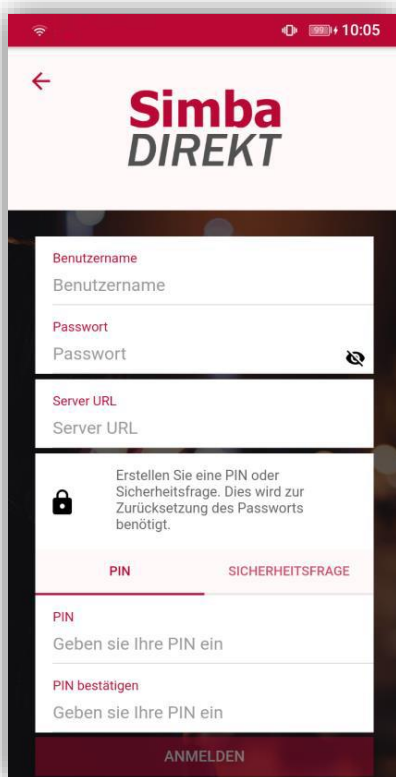 99 10:05
Simba
DIREKT
Benutzername
Benutzername
Passwort
Passwort
Server URL
Server URL
Erstellen Sie eine PIN oder
Sicherheitsfrage. Dies wird zur
Zurücksetzung des Passworts
benötigt.
PIN SICHERHEITSFRAGE
PIN
Geben sie Ihre PIN ein
PIN bestätigen
Geben sie Ihre PIN ein
ANMELDEN